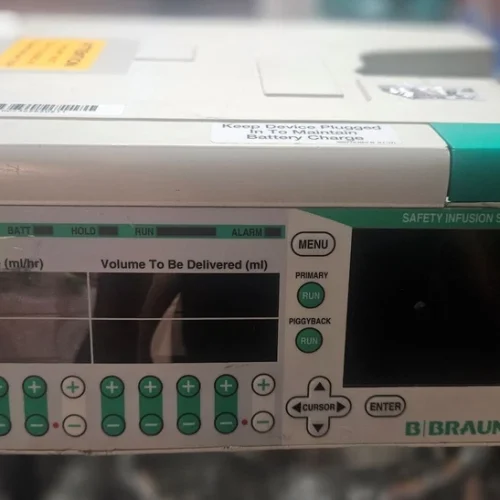 Keep Device Plugged
In To Maintain
Battery Charge
BATT HOLD RUN ALARM
SAFETY INFUSION S
(ml/hr) Volume To Be Delivered (ml)
MENU
PRIMARY
RUN
PIGGYBACK
RUN
CURSOR
ENTER
B|BRAUN